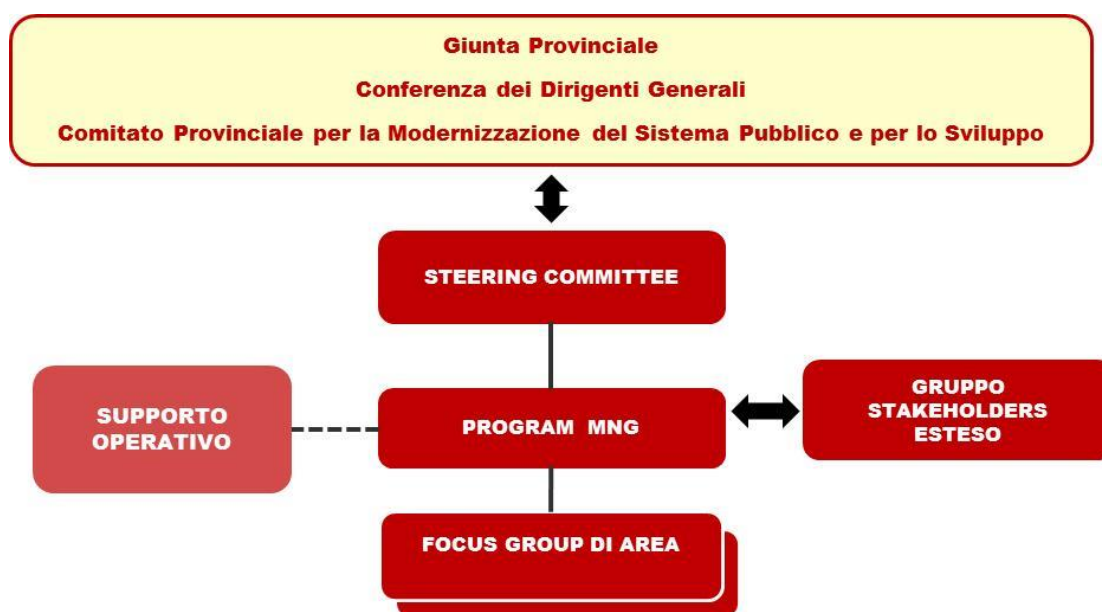 Giunta Provinciale
Conferenza dei Dirigenti Generali
Comitato Provinciale per la Modernizzazione del Sistema Pubblico e per lo Sviluppo
STEERING COMMITTEE
SUPPORTO
OPERATIVO
PROGRAM MNG
GRUPPO
STAKEHOLDERS
ESTESO
FOCUS GROUP DI AREA